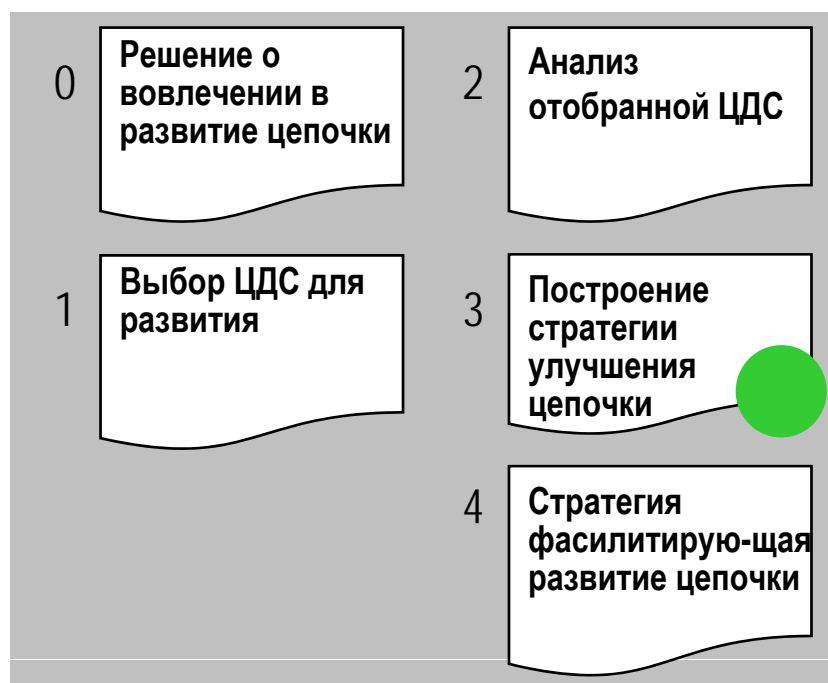 0
Решение о
вовлечении в
развитие цепочки
1
Выбор ЦДС для
развития
2
Анализ
отобранной ЦДС
3
Построение
стратегии
улучшения
цепочки
4
Стратегия
фасилитирую-щая
развитие цепочки